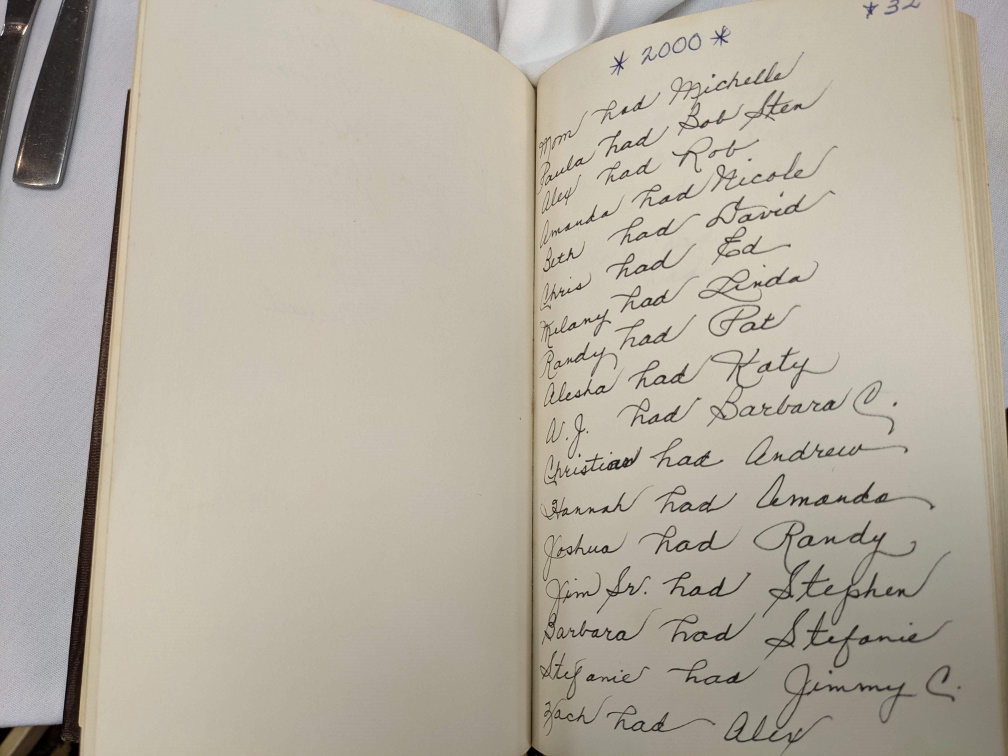 * 32
* 2000 *
Mom had Michelle
Paula had Bob Sten
Alex had Rob
Amanda had Nicole
Beth had David
Chris had Ed
Melany had Linda
Randy had Pat
Alesha had Katy
A.J. had Barbara C.
Christian had Andrew
Hannah had Amanda
Joshua had Randy
Jim Sr. had Stephen
Barbara had Stefanie
Stefanie had Jimmy C.
Zach had Alex